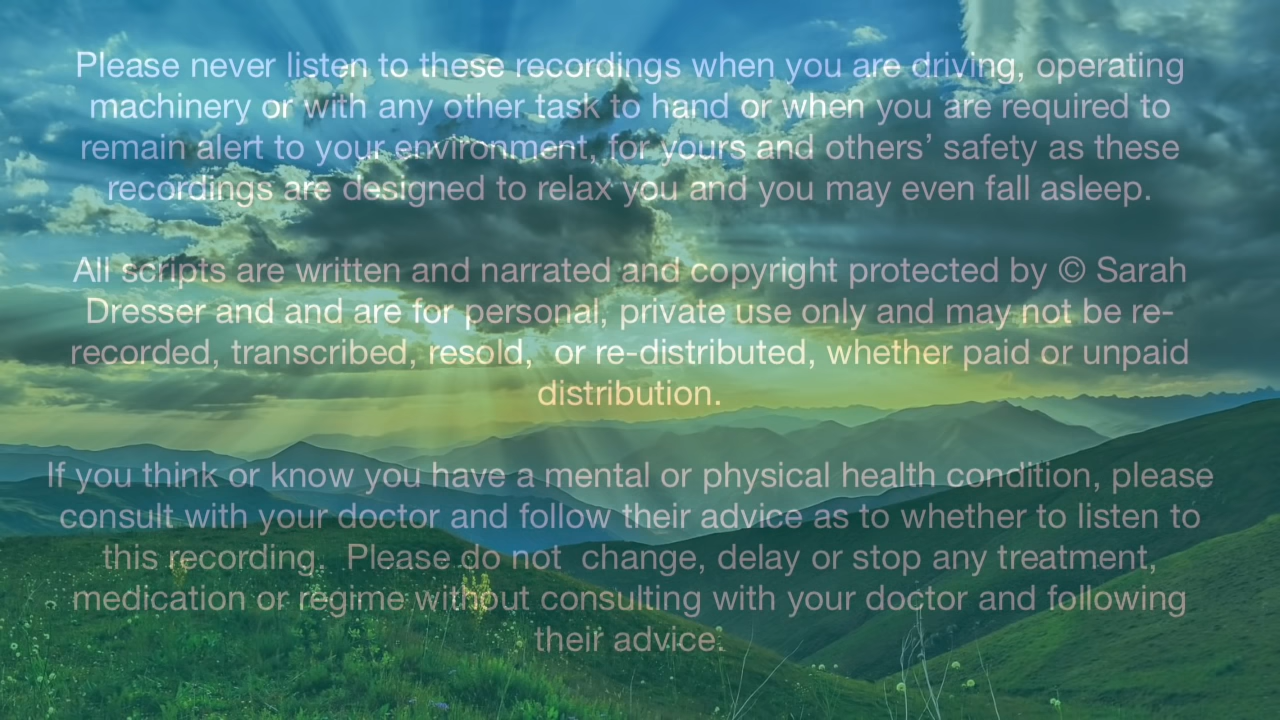 Please never listen to these recordings when you are driving, operating
machinery or with any other task to hand or when you are required to
remain alert to your environment, for yours and others’ safety as these
recordings are designed to relax you and you may even fall asleep.
All scripts are written and narrated and copyright protected by © Sarah
Dresser and and are for personal, private use only and may not be re-
recorded, transcribed, resold,  or re-distributed, whether paid or unpaid
distribution.
If you think or know you have a mental or physical health condition, please
consult with your doctor and follow their advice as to whether to listen to
this recording.  Please do not  change, delay or stop any treatment,
medication or regime without consulting with your doctor and following
their advice.